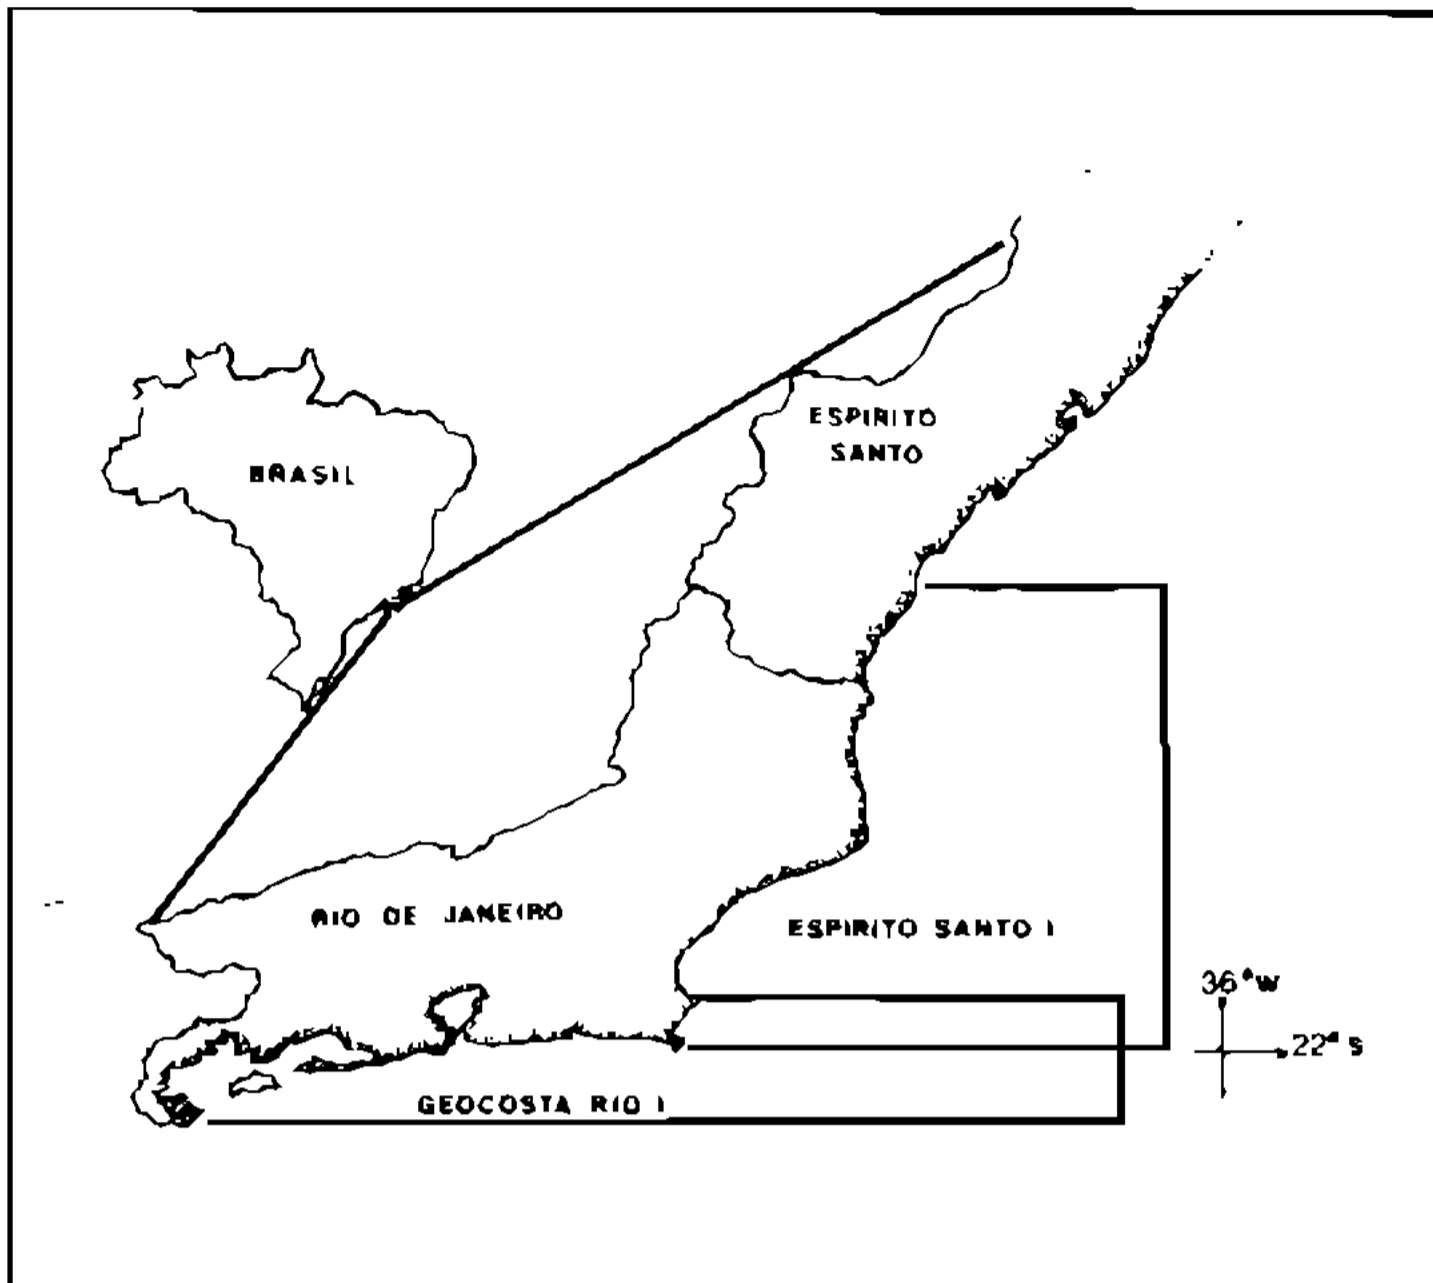 ESPIRITO
SANTO
BRASIL
RIO DE JANEIRO
ESPIRITO SANTO I
36°W
22° S
GEOCOSTA RIO I